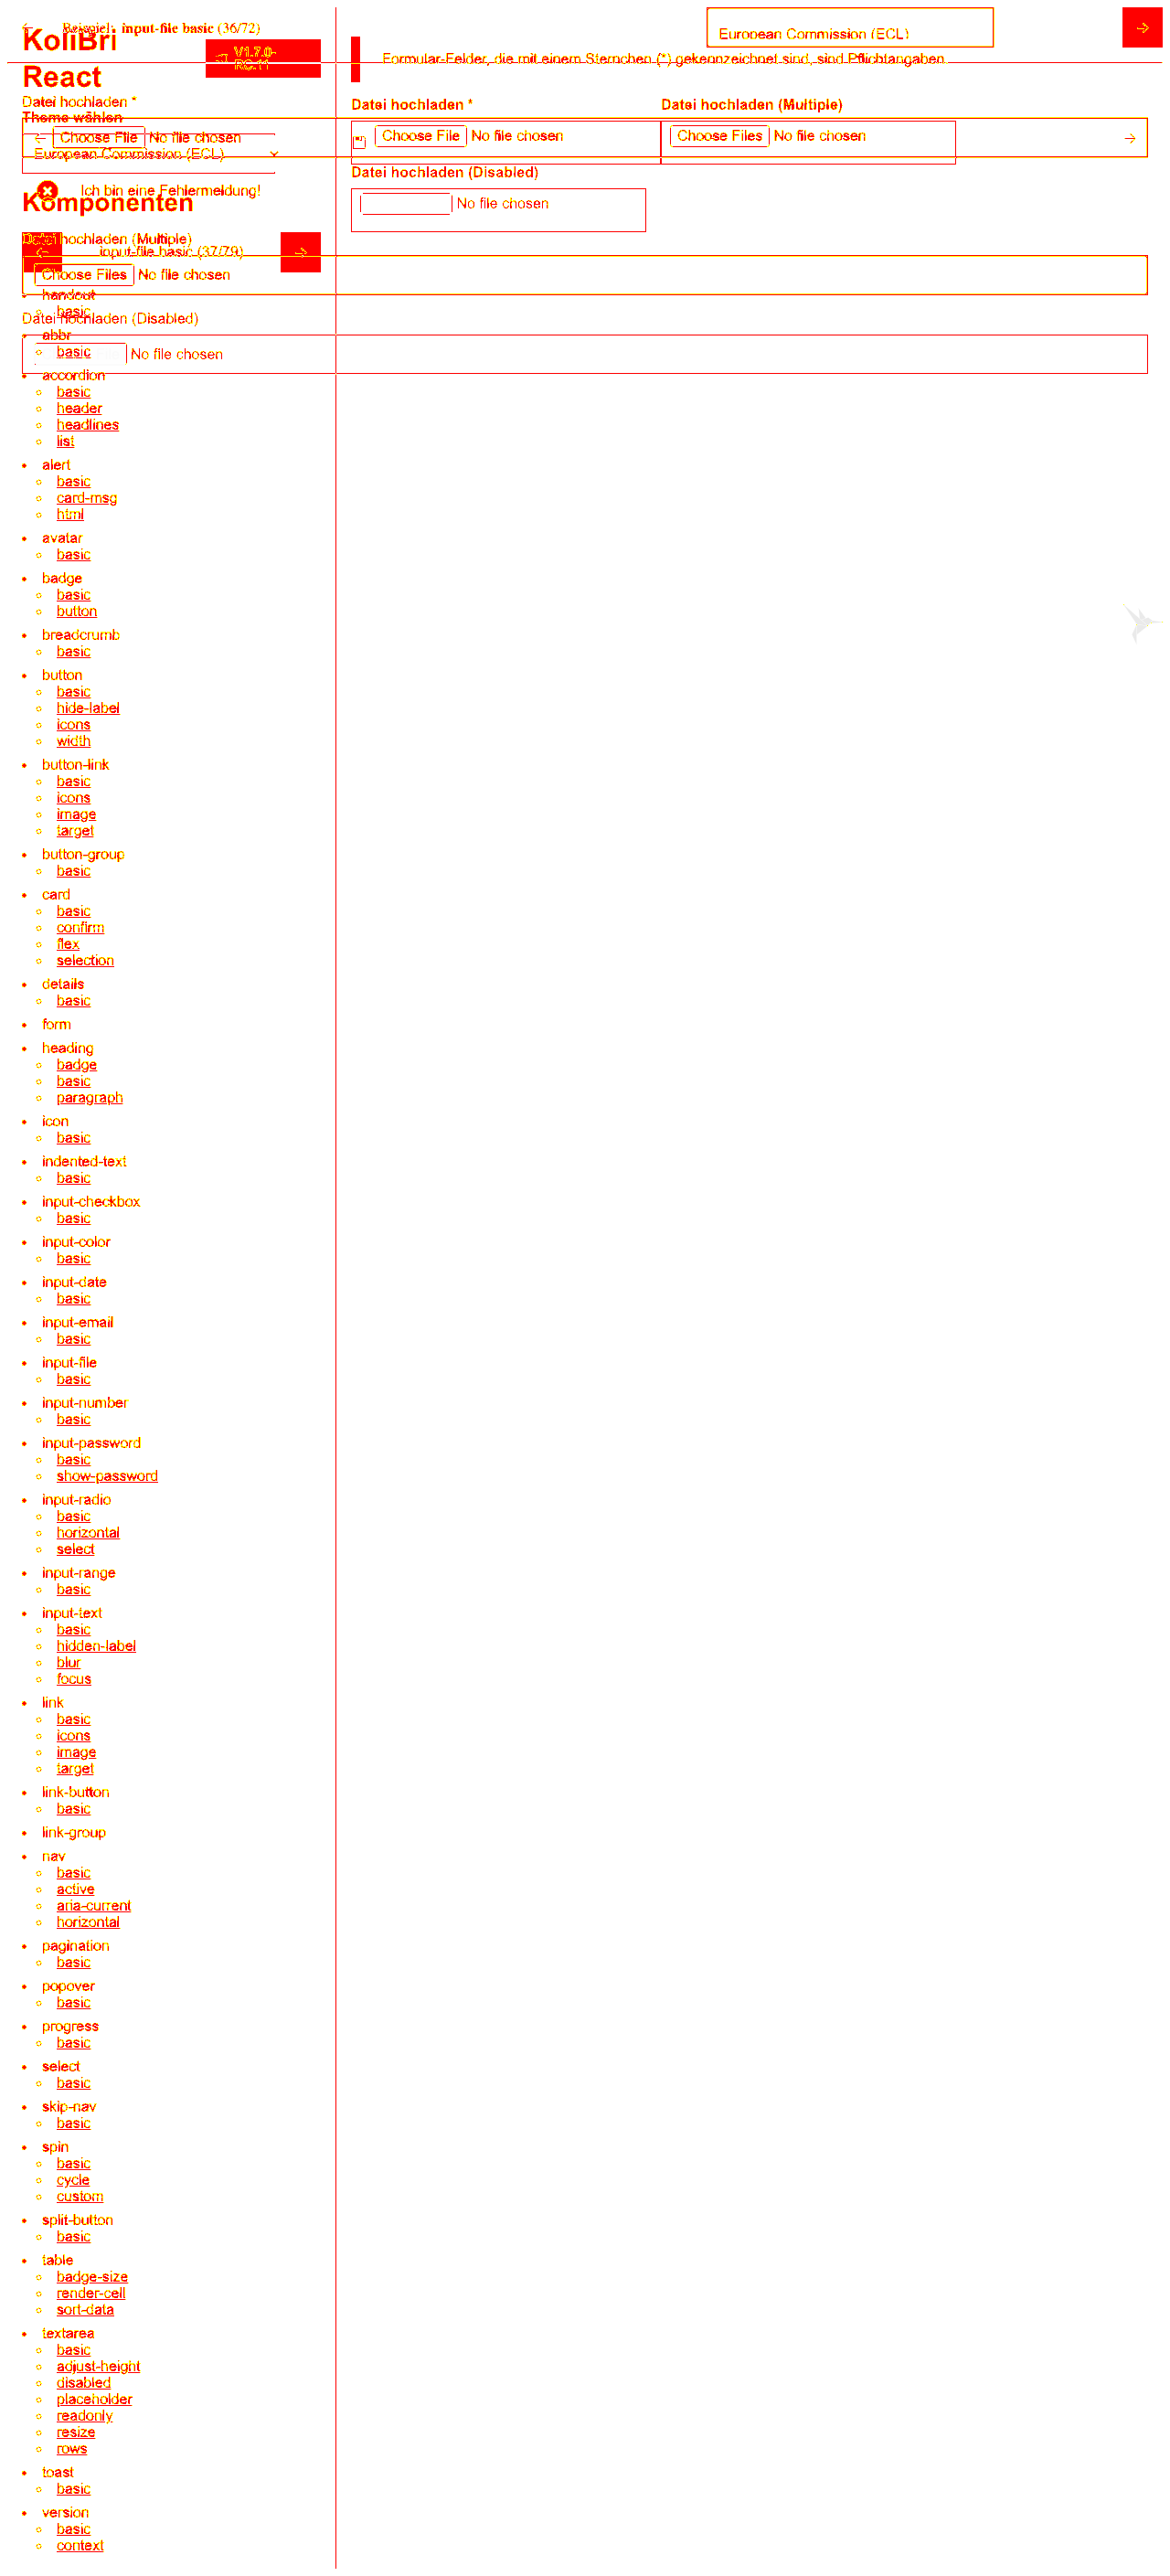 ← Beispiel: input-file basic (36/72)
European Commission (ECL)
→
KoliBri
V1.7.0-
RC.11
Formular-Felder, die mit einem Sternchen (*) gekennzeichnet sind, sind Pflichtangaben.
React
Datei hochladen *
Datei hochladen *
Datei hochladen (Multiple)
Theme wählen
← Choose File No file chosen
Choose File No file chosen
Choose Files No file chosen
→
European Commission (ECL)
Datei hochladen (Disabled)
Ich bin eine Fehlermeldung!
Komponenten
No file chosen
Datei hochladen (Multiple)
← input-file basic (37/79) →
Choose Files No file chosen
handout
basic
Datei hochladen (Disabled)
abbr
basic
No file chosen
accordion
basic
header
headlines
list
alert
basic
card-msg
html
avatar
basic
badge
basic
button
breadcrumb
basic
button
basic
hide-label
icons
width
button-link
basic
icons
image
target
button-group
basic
card
basic
confirm
flex
selection
details
basic
form
heading
badge
basic
paragraph
icon
basic
indented-text
basic
input-checkbox
basic
input-color
basic
input-date
basic
input-email
basic
input-file
basic
input-number
basic
input-password
basic
show-password
input-radio
basic
horizontal
select
input-range
basic
input-text
basic
hidden-label
blur
focus
link
basic
icons
image
target
link-button
basic
link-group
nav
basic
active
aria-current
horizontal
pagination
basic
popover
basic
progress
basic
select
basic
skip-nav
basic
spin
basic
cycle
custom
split-button
basic
table
badge-size
render-cell
sort-data
textarea
basic
adjust-height
disabled
placeholder
readonly
resize
rows
toast
basic
version
basic
context